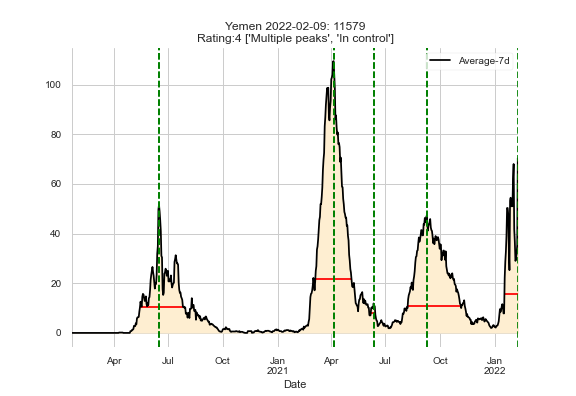 Yemen 2022-02-09: 11579
Rating:4 ['Multiple peaks', 'In control']
Average-7d
100
80
60
40
20
0
Apr Jul Oct Jan Apr Jul Oct Jan
2021 2022
Date